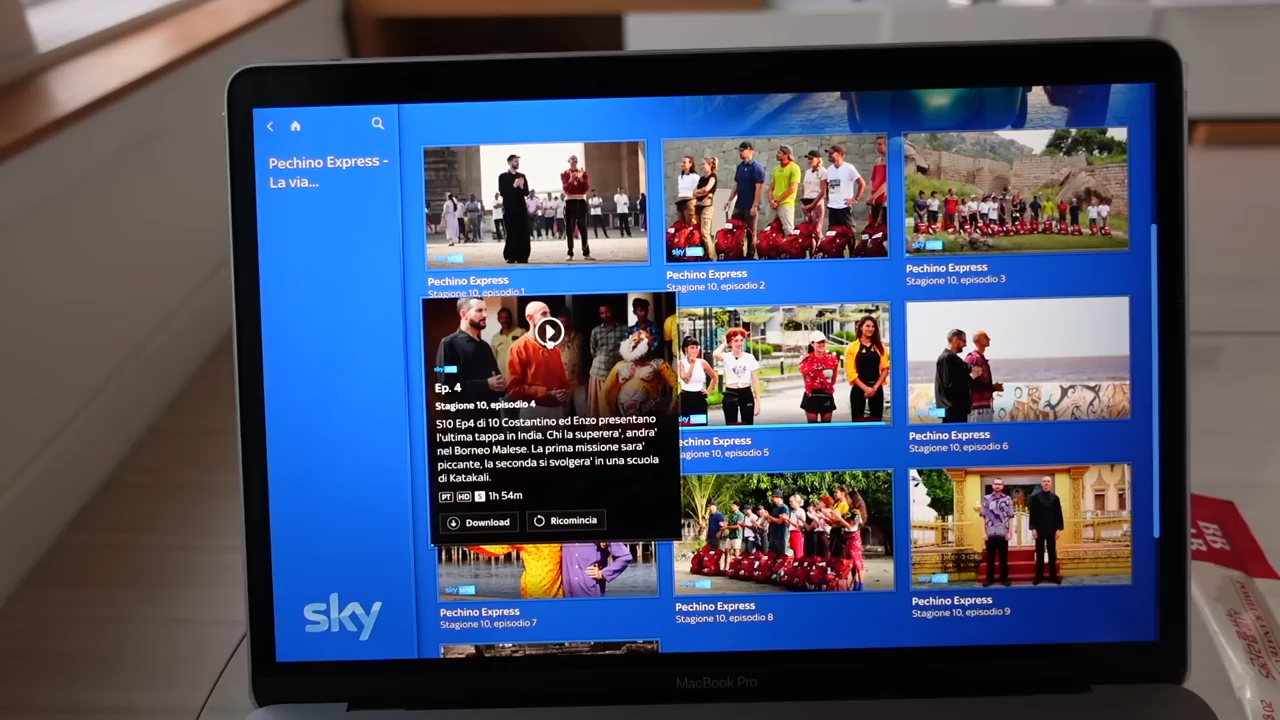 Pechino Express -
La via...
Pechino Express
Stagione 10, episodio 1
Pechino Express
Stagione 10, episodio 2
Pechino Express
Stagione 10, episodio 3
sky uno
Ep. 4
Stagione 10, episodio 4
S10 Ep4 di 10 Costantino ed Enzo presentano
l'ultima tappa in India. Chi la superera', andra'
nel Borneo Malese. La prima missione sara'
piccante, la seconda si svolgera' in una scuola
di Katakali.
PT HD S 1h 54m
Download
Ricomincia
Pechino Express
Stagione 10, episodio 5
Pechino Express
Stagione 10, episodio 6
Pechino Express
Stagione 10, episodio 7
Pechino Express
Stagione 10, episodio 8
Pechino Express
Stagione 10, episodio 9
sky
MacBook Pro